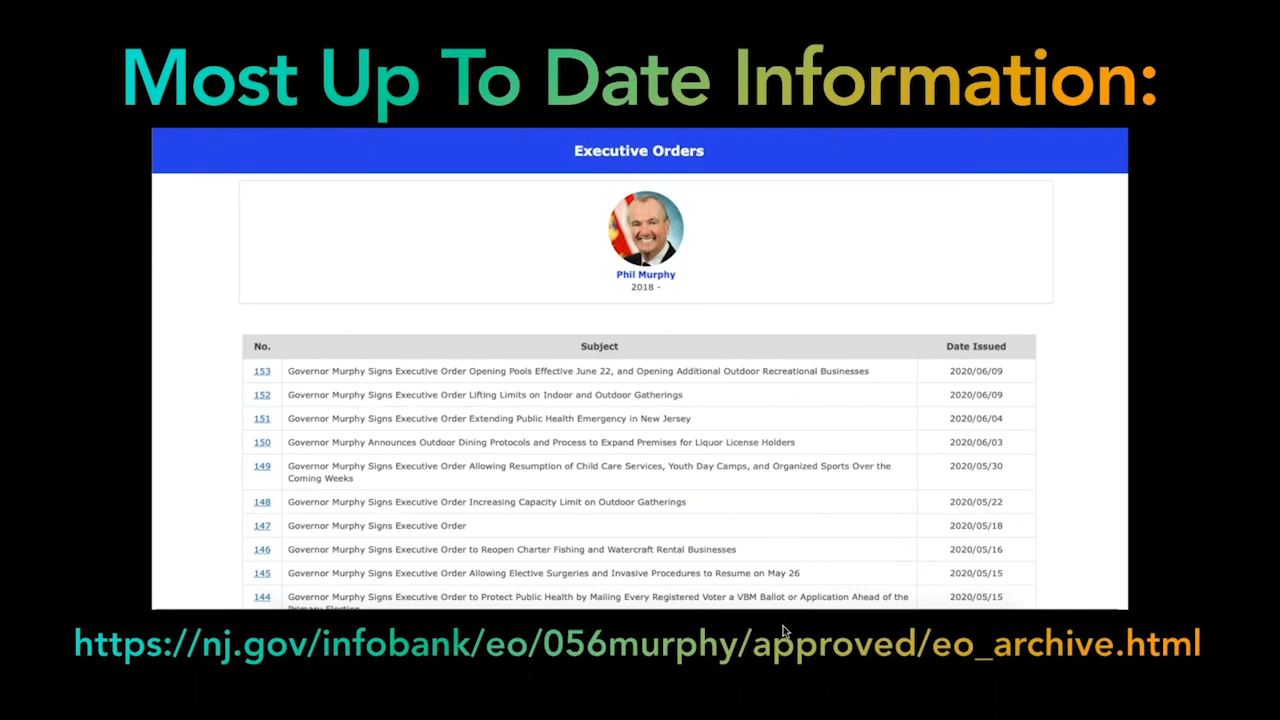 Most Up To Date Information:
Executive Orders
Phil Murphy
2018 -
No. Subject Date Issued
153 Governor Murphy Signs Executive Order Opening Pools Effective June 22, and Opening Additional Outdoor Recreational Businesses 2020/06/09
152 Governor Murphy Signs Executive Order Lifting Limits on Indoor and Outdoor Gatherings 2020/06/09
151 Governor Murphy Signs Executive Order Extending Public Health Emergency in New Jersey 2020/06/04
150 Governor Murphy Announces Outdoor Dining Protocols and Process to Expand Premises for Liquor License Holders 2020/06/03
149 Governor Murphy Signs Executive Order Allowing Resumption of Child Care Services, Youth Day Camps, and Organized Sports Over the 2020/05/30
Coming Weeks
148 Governor Murphy Signs Executive Order Increasing Capacity Limit on Outdoor Gatherings 2020/05/22
147 Governor Murphy Signs Executive Order 2020/05/18
146 Governor Murphy Signs Executive Order to Reopen Charter Fishing and Watercraft Rental Businesses 2020/05/16
145 Governor Murphy Signs Executive Order Allowing Elective Surgeries and Invasive Procedures to Resume on May 26 2020/05/15
144 Governor Murphy Signs Executive Order to Protect Public Health by Mailing Every Registered Voter a VBM Ballot or Application Ahead of the 2020/05/15
Primary Election
https://nj.gov/infobank/eo/056murphy/approved/eo_archive.html